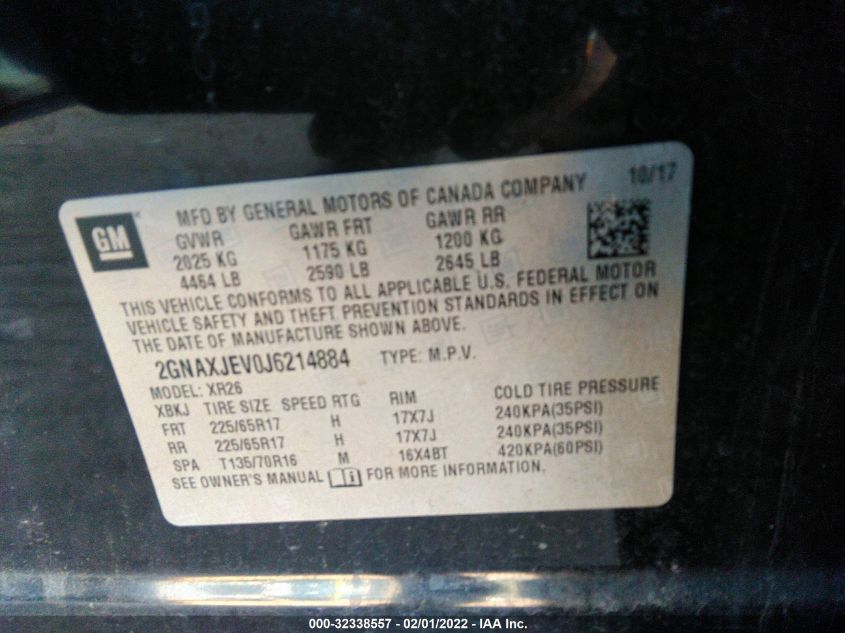 GM
10/17
MFD BY GENERAL MOTORS OF CANADA COMPANY
GVWR GAWR FRT GAWR RR
2025 KG 1175 KG 1200 KG
4464 LB 2590 LB 2645 LB
THIS VEHICLE CONFORMS TO ALL APPLICABLE U.S. FEDERAL MOTOR
VEHICLE SAFETY AND THEFT PREVENTION STANDARDS IN EFFECT ON
THE DATE OF MANUFACTURE SHOWN ABOVE.
2GNAXJEV0J6214884 TYPE: M.P.V.
MODEL: XR26
XBKJ TIRE SIZE SPEED RTG RIM COLD TIRE PRESSURE
FRT 225/65R17 H 17X7J 240KPA(35PSI)
RR 225/65R17 H 17X7J 240KPA(35PSI)
SPA T135/70R16 M 16X4BT 420KPA(60PSI)
SEE OWNER'S MANUAL FOR MORE INFORMATION.
000-32338557 - 02/01/2022 - IAA Inc.